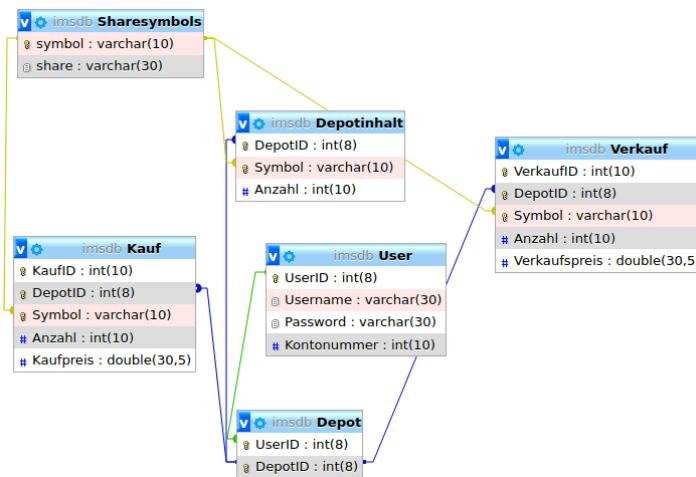 imsdb Sharesymbols
symbol : varchar(10)
share : varchar(30)
imsdb Depotinhalt
DepotID : int(8)
Symbol : varchar(10)
# Anzahl : int(10)
imsdb Verkauf
VerkaufID : int(10)
DepotID : int(8)
Symbol : varchar(10)
# Anzahl : int(10)
# Verkaufspreis : double(30,5
imsdb Kauf
KaufID : int(10)
DepotID : int(8)
Symbol : varchar(10)
# Anzahl : int(10)
# Kaufpreis : double(30,5)
imsdb User
UserID : int(8)
Username : varchar(30)
Password : varchar(30)
# Kontonummer : int(10)
imsdb Depot
UserID : int(8)
DepotID : int(8)